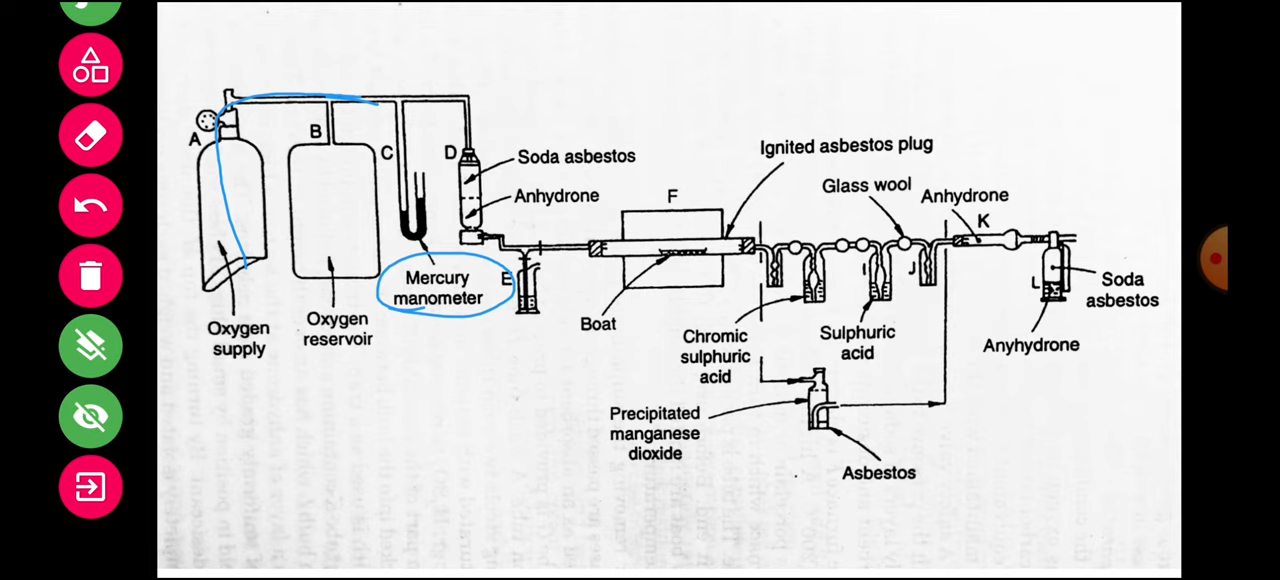 A
B
C
D
Soda asbestos
Anhydrone
E
F
Ignited asbestos plug
Glass wool
Anhydrone
K
I
J
L
Soda
asbestos
Anyhydrone
Oxygen
supply
Oxygen
reservoir
Mercury
manometer
Boat
Chromic
sulphuric
acid
Sulphuric
acid
Precipitated
manganese
dioxide
Asbestos